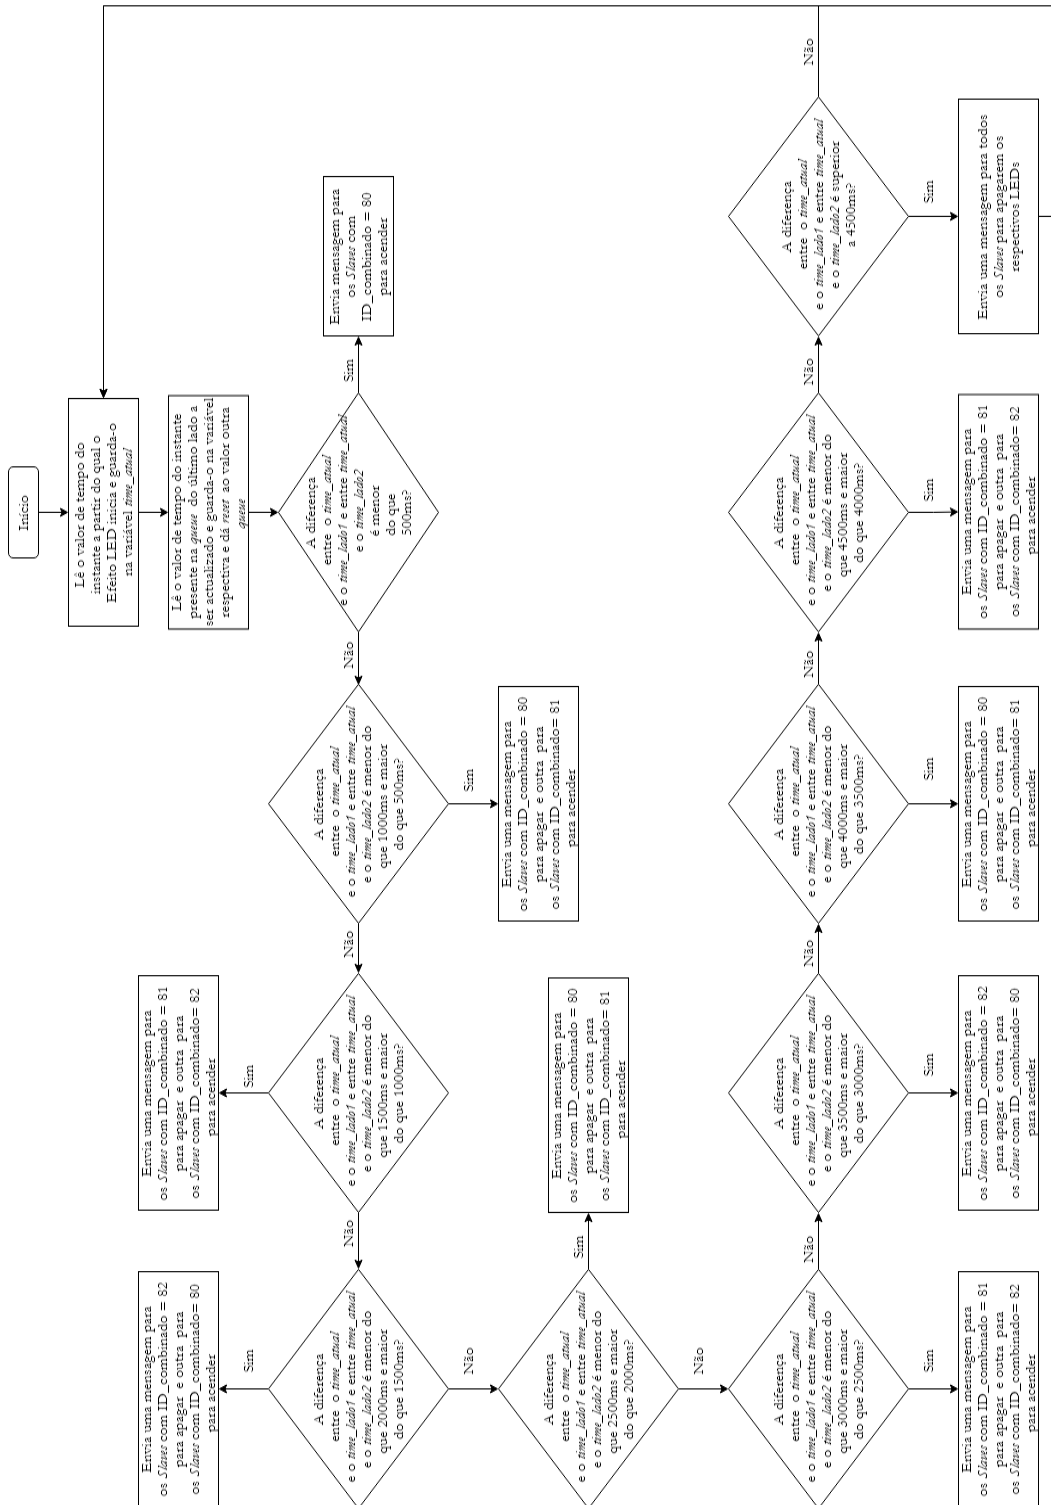 Início
Lê o valor de tempo do
instante a partir do qual o
Efeito LED inicia e guarda-o
na variável time_atual
Lê o valor de tempo do instante
presente na queue do último lado a
ser actualizado e guarda-o na variável
respectiva e dá reset ao valor outra
queue
A diferença
entre o time_atual
e o time_lado1 e entre time_atual
e o time_lado2
é menor
do que
500ms?
Sim
Envia mensagem para
os Slaves com
ID_combinado = 80
para acender
Não
A diferença
entre o time_atual
e o time_lado1 e entre time_atual
e o time_lado2 é menor do
que 1000ms e maior
do que 500ms?
Sim
Envia uma mensagem para
os Slaves com ID_combinado = 80
para apagar e outra para
os Slaves com ID_combinado= 81
para acender
Não
A diferença
entre o time_atual
e o time_lado1 e entre time_atual
e o time_lado2 é menor do
que 1500ms e maior
do que 1000ms?
Sim
Envia uma mensagem para
os Slaves com ID_combinado = 81
para apagar e outra para
os Slaves com ID_combinado= 82
para acender
Não
A diferença
entre o time_atual
e o time_lado1 e entre time_atual
e o time_lado2 é menor do
que 2000ms e maior
do que 1500ms?
Sim
Envia uma mensagem para
os Slaves com ID_combinado = 82
para apagar e outra para
os Slaves com ID_combinado= 80
para acender
Não
A diferença
entre o time_atual
e o time_lado1 e entre time_atual
e o time_lado2 é menor do
que 2500ms e maior
do que 2000ms?
Sim
Envia uma mensagem para
os Slaves com ID_combinado = 80
para apagar e outra para
os Slaves com ID_combinado= 81
para acender
Não
A diferença
entre o time_atual
e o time_lado1 e entre time_atual
e o time_lado2 é menor do
que 3000ms e maior
do que 2500ms?
Sim
Envia uma mensagem para
os Slaves com ID_combinado = 81
para apagar e outra para
os Slaves com ID_combinado= 82
para acender
Não
A diferença
entre o time_atual
e o time_lado1 e entre time_atual
e o time_lado2 é menor do
que 3500ms e maior
do que 3000ms?
Sim
Envia uma mensagem para
os Slaves com ID_combinado = 82
para apagar e outra para
os Slaves com ID_combinado= 80
para acender
Não
A diferença
entre o time_atual
e o time_lado1 e entre time_atual
e o time_lado2 é menor do
que 4000ms e maior
do que 3500ms?
Sim
Envia uma mensagem para
os Slaves com ID_combinado = 80
para apagar e outra para
os Slaves com ID_combinado= 81
para acender
Não
A diferença
entre o time_atual
e o time_lado1 e entre time_atual
e o time_lado2 é menor do
que 4500ms e maior
do que 4000ms?
Sim
Envia uma mensagem para
os Slaves com ID_combinado = 81
para apagar e outra para
os Slaves com ID_combinado= 82
para acender
Não
A diferença
entre o time_atual
e o time_lado1 e entre time_atual
e o time_lado2 é superior
a 4500ms?
Sim
Envia uma mensagem para todos
os Slaves para apagarem os
respectivos LEDs
Não